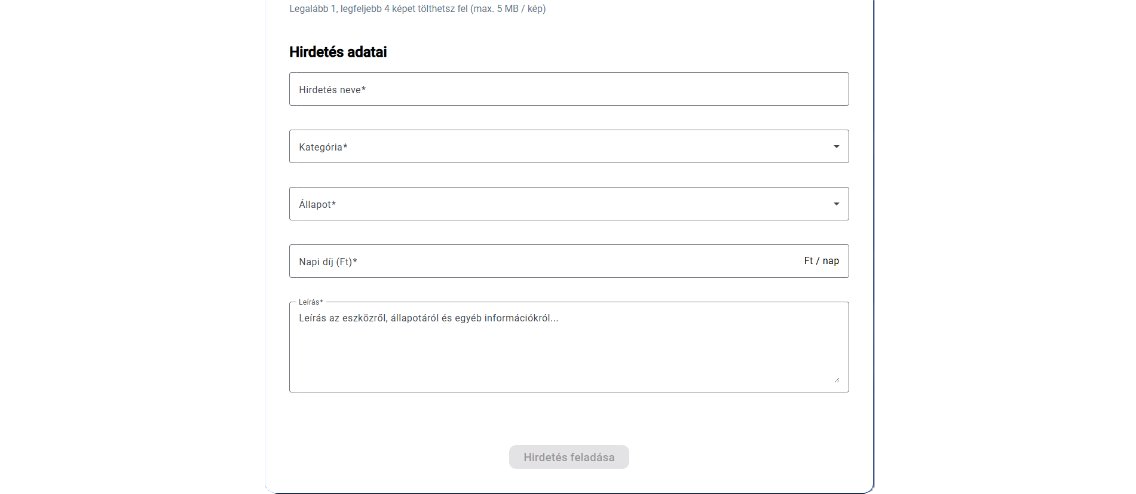 Legalább 1, legfeljebb 4 képet tölthetsz fel (max. 5 MB / kép)
Hirdetés adatai
Hirdetés neve*
Kategória*
Állapot*
Napi díj (Ft)*
Ft / nap
Leírás*
Leírás az eszközről, állapotáról és egyéb információkról...
Hirdetés feladása